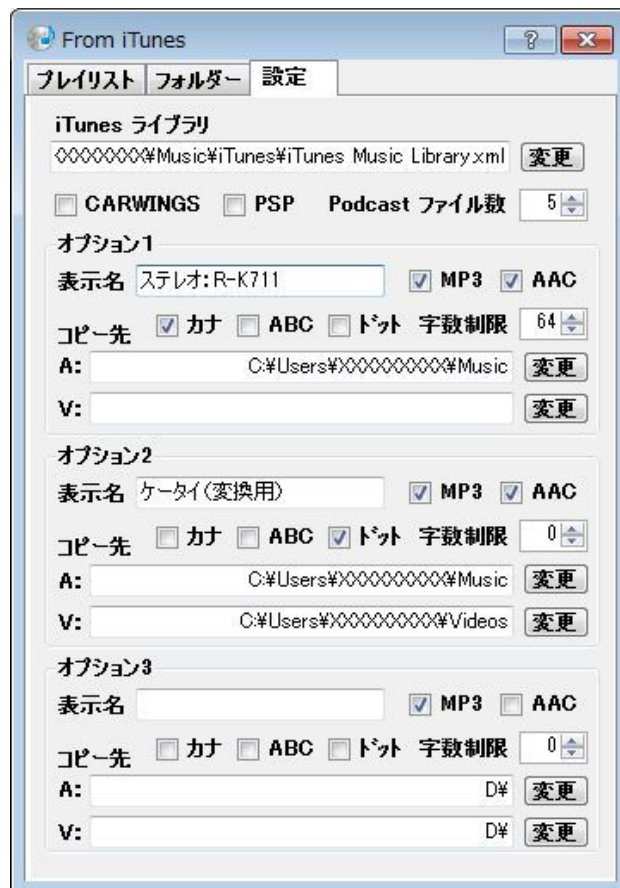 From iTunes
プレイリスト フォルダー 設定
iTunes ライブラリ
XXXXXXXX¥Music¥iTunes¥iTunes Music Library.xml 変更
CARWINGS PSP Podcast ファイル数 5
オプション1
表示名 ステレオ:R-K711 MP3 AAC
コピー先 カナ ABC ドット 字数制限 64
A: C:¥Users¥XXXXXXXXXX¥Music 変更
V: 変更
オプション2
表示名 ケータイ(変換用) MP3 AAC
コピー先 カナ ABC ドット 字数制限 0
A: C:¥Users¥XXXXXXXXXX¥Music 変更
V: C:¥Users¥XXXXXXXXXX¥Videos 変更
オプション3
表示名 MP3 AAC
コピー先 カナ ABC ドット 字数制限 0
A: D¥ 変更
V: D¥ 変更